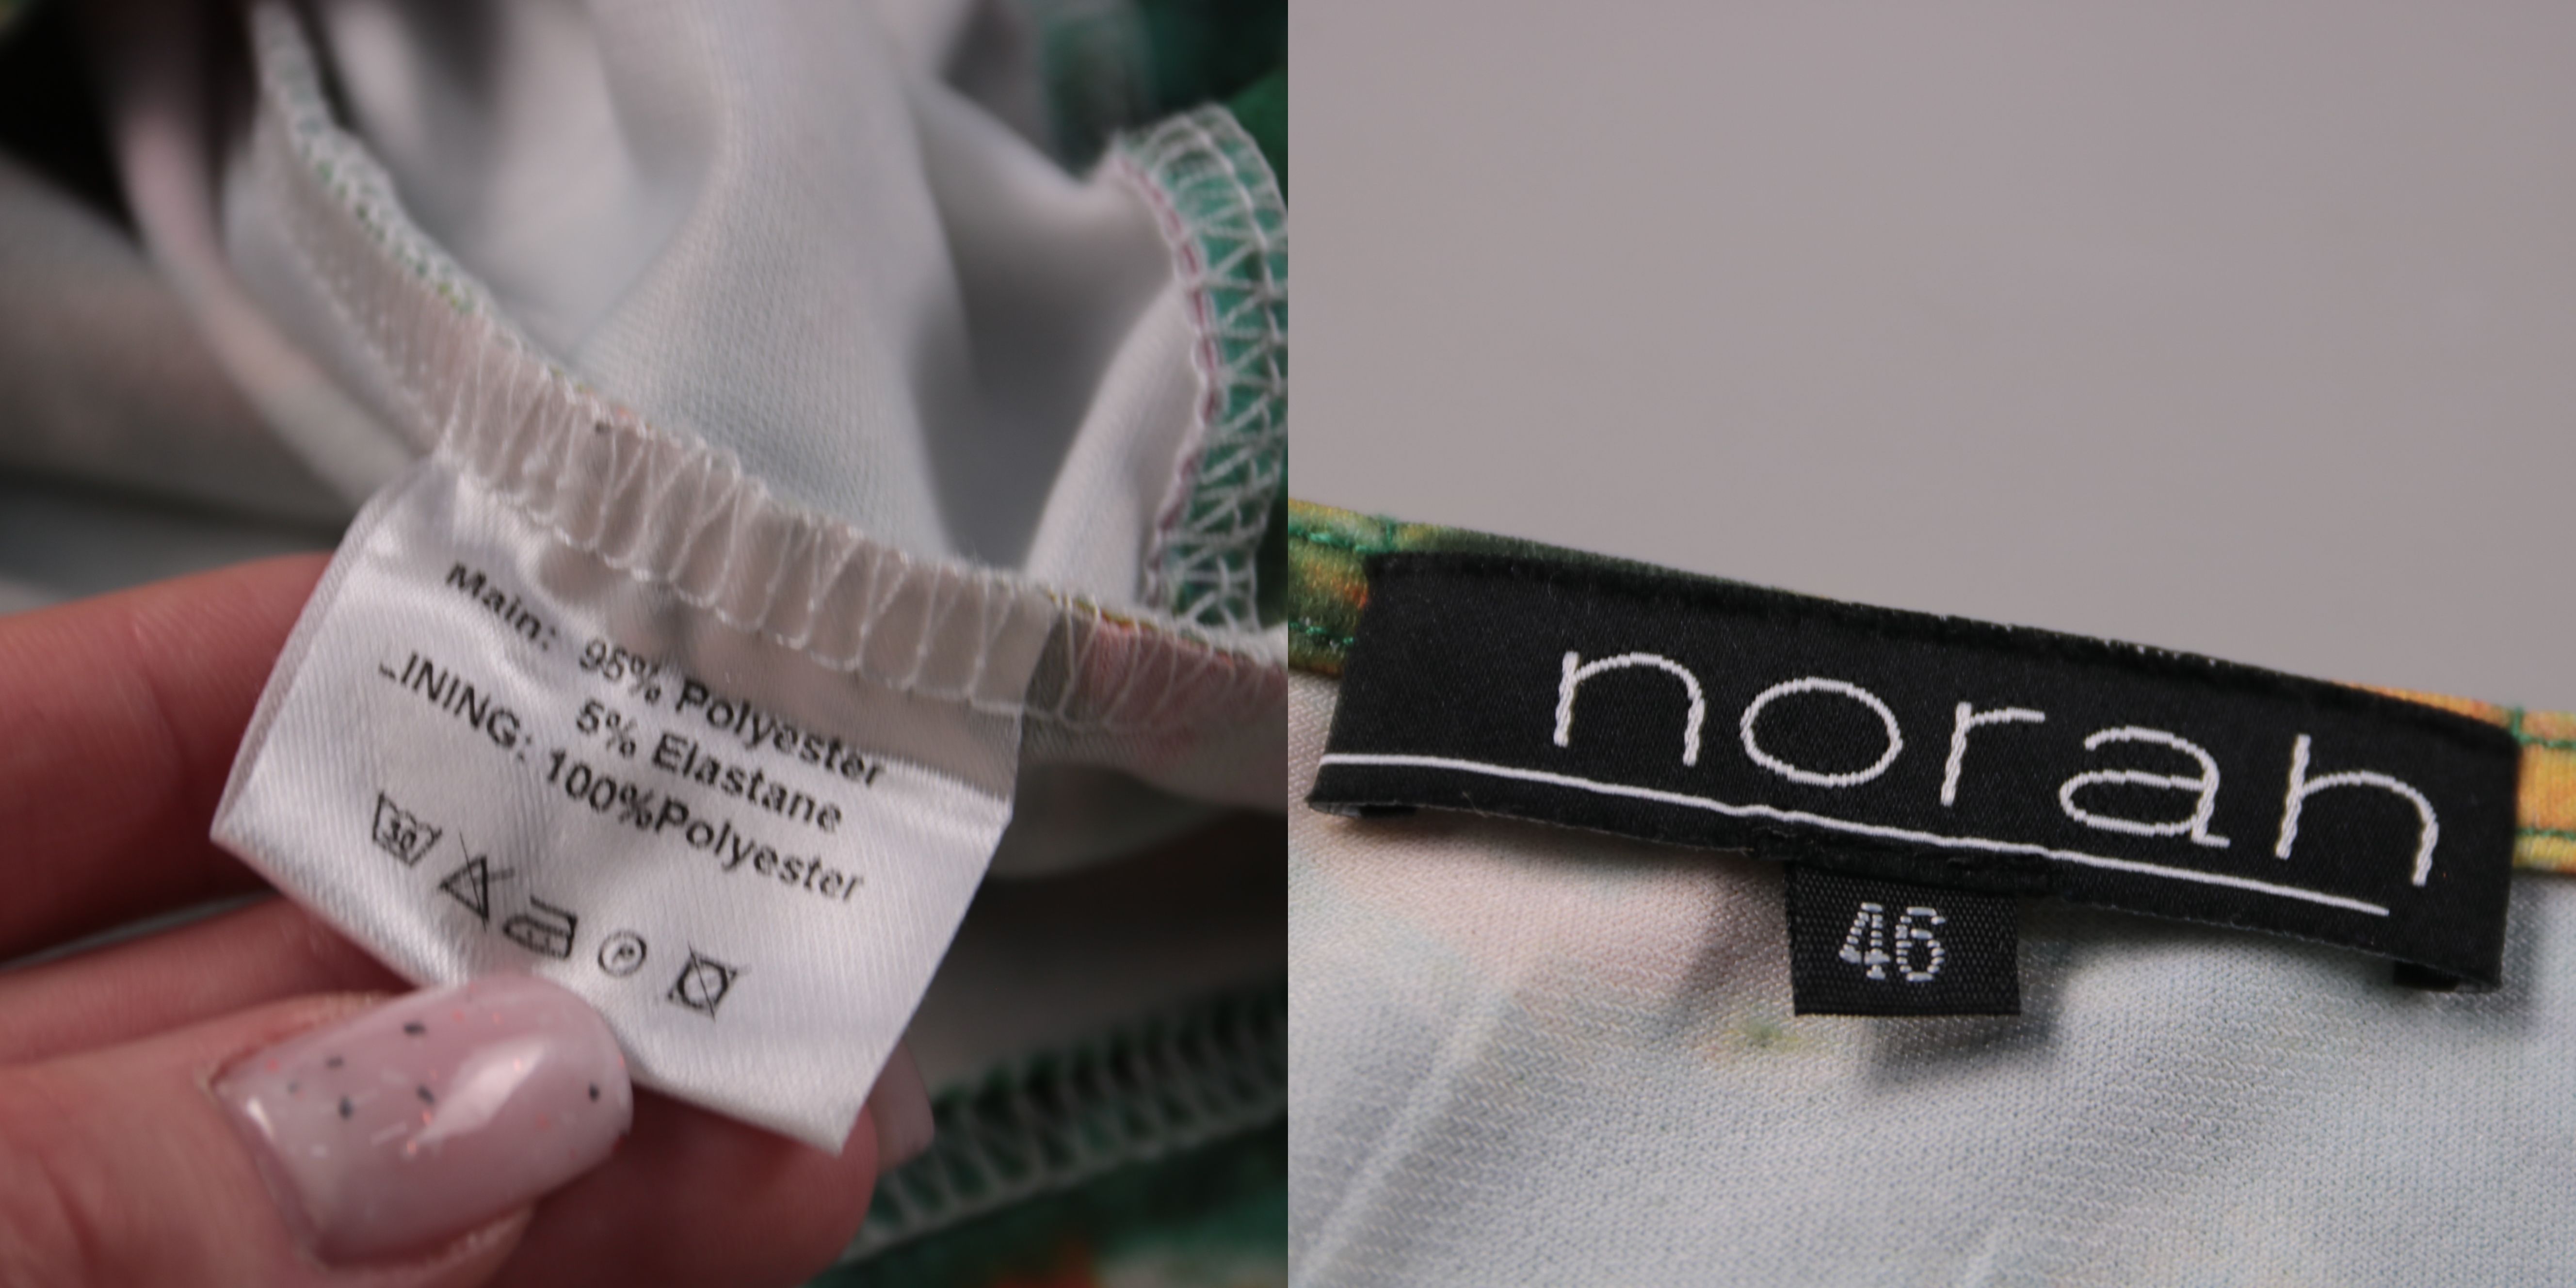 Main: 95% Polyester
5% Elastane
LINING: 100%Polyester
30
P
norah
46